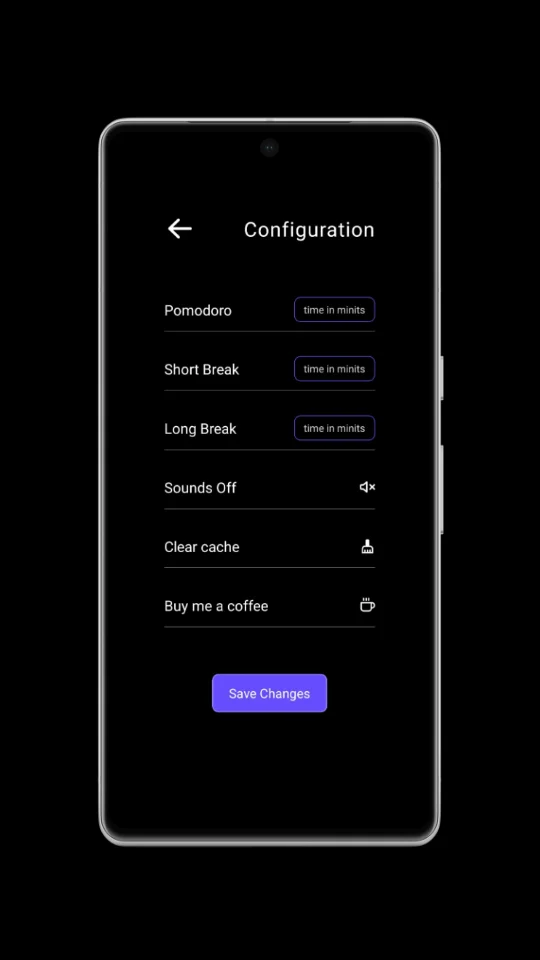 Configuration
Pomodoro time in minits
Short Break time in minits
Long Break time in minits
Sounds Off
Clear cache
Buy me a coffee
Save Changes